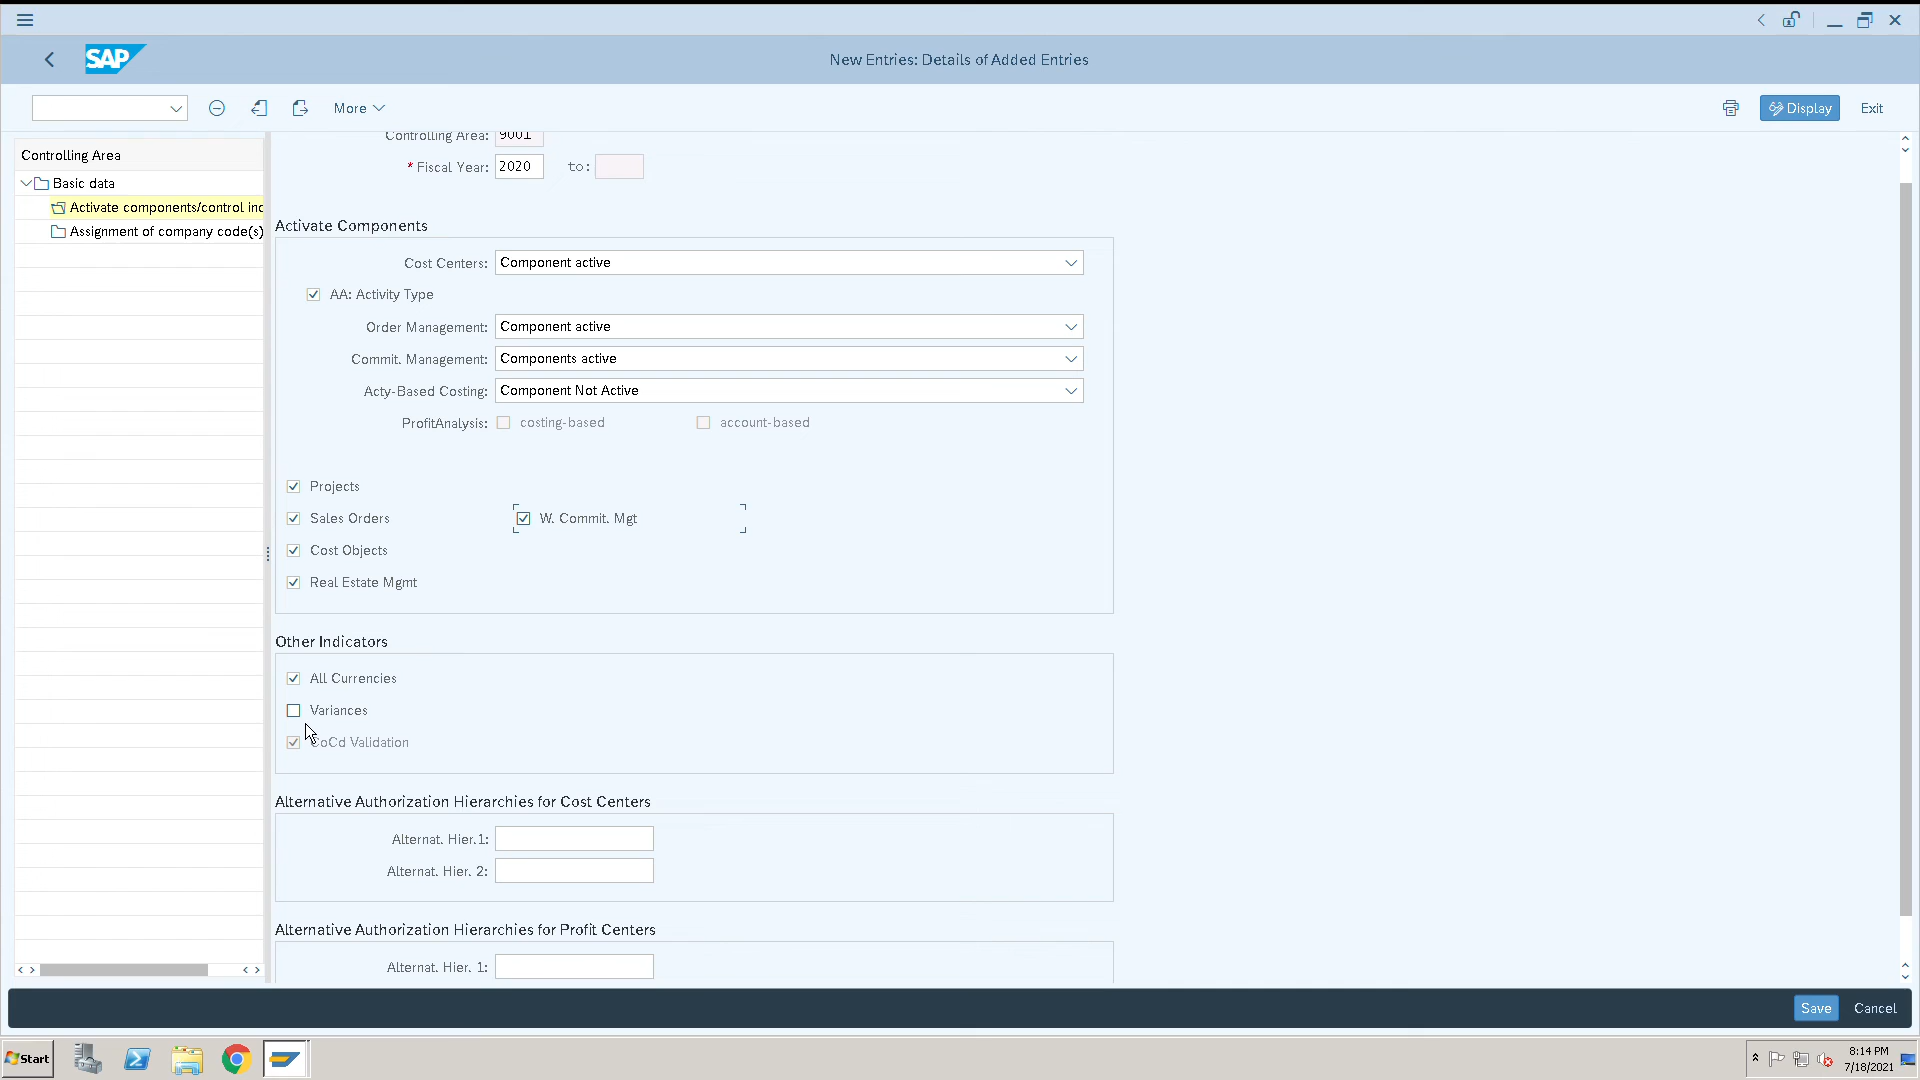 SAP
New Entries: Details of Added Entries
More
Display
Exit
Controlling Area
Basic data
Activate components/control inc
Assignment of company code(s)
Controlling Area: 9001
* Fiscal Year: 2020 to:
Activate Components
Cost Centers: Component active
AA: Activity Type
Order Management: Component active
Commit. Management: Components active
Acty-Based Costing: Component Not Active
ProfitAnalysis: costing-based account-based
Projects
Sales Orders W. Commit. Mgt
Cost Objects
Real Estate Mgmt
Other Indicators
All Currencies
Variances
CoCd Validation
Alternative Authorization Hierarchies for Cost Centers
Alternat. Hier.1:
Alternat. Hier. 2:
Alternative Authorization Hierarchies for Profit Centers
Alternat. Hier. 1:
Save Cancel
Start
8:14 PM
7/18/2021